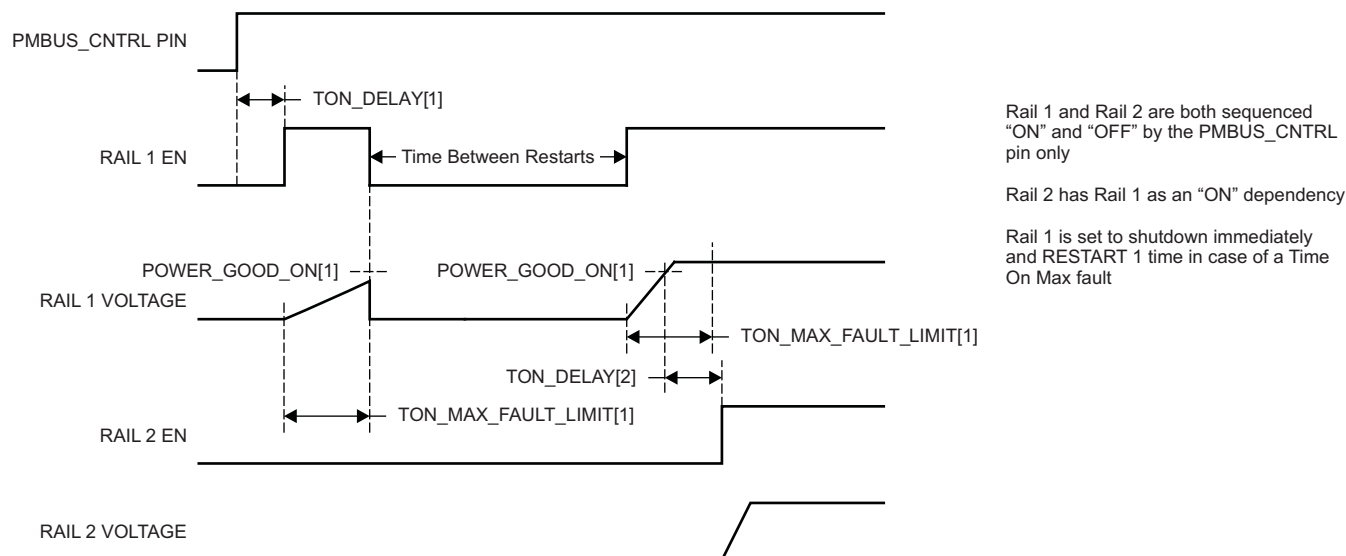 PMBUS_CNTRL PIN
TON_DELAY[1]
RAIL 1 EN
Time Between Restarts
POWER_GOOD_ON[1]
POWER_GOOD_ON[1]
RAIL 1 VOLTAGE
TON_MAX_FAULT_LIMIT[1]
TON_DELAY[2]
TON_MAX_FAULT_LIMIT[1]
RAIL 2 EN
RAIL 2 VOLTAGE
Rail 1 and Rail 2 are both sequenced
“ON” and “OFF” by the PMBUS_CNTRL
pin only
Rail 2 has Rail 1 as an “ON” dependency
Rail 1 is set to shutdown immediately
and RESTART 1 time in case of a Time
On Max fault